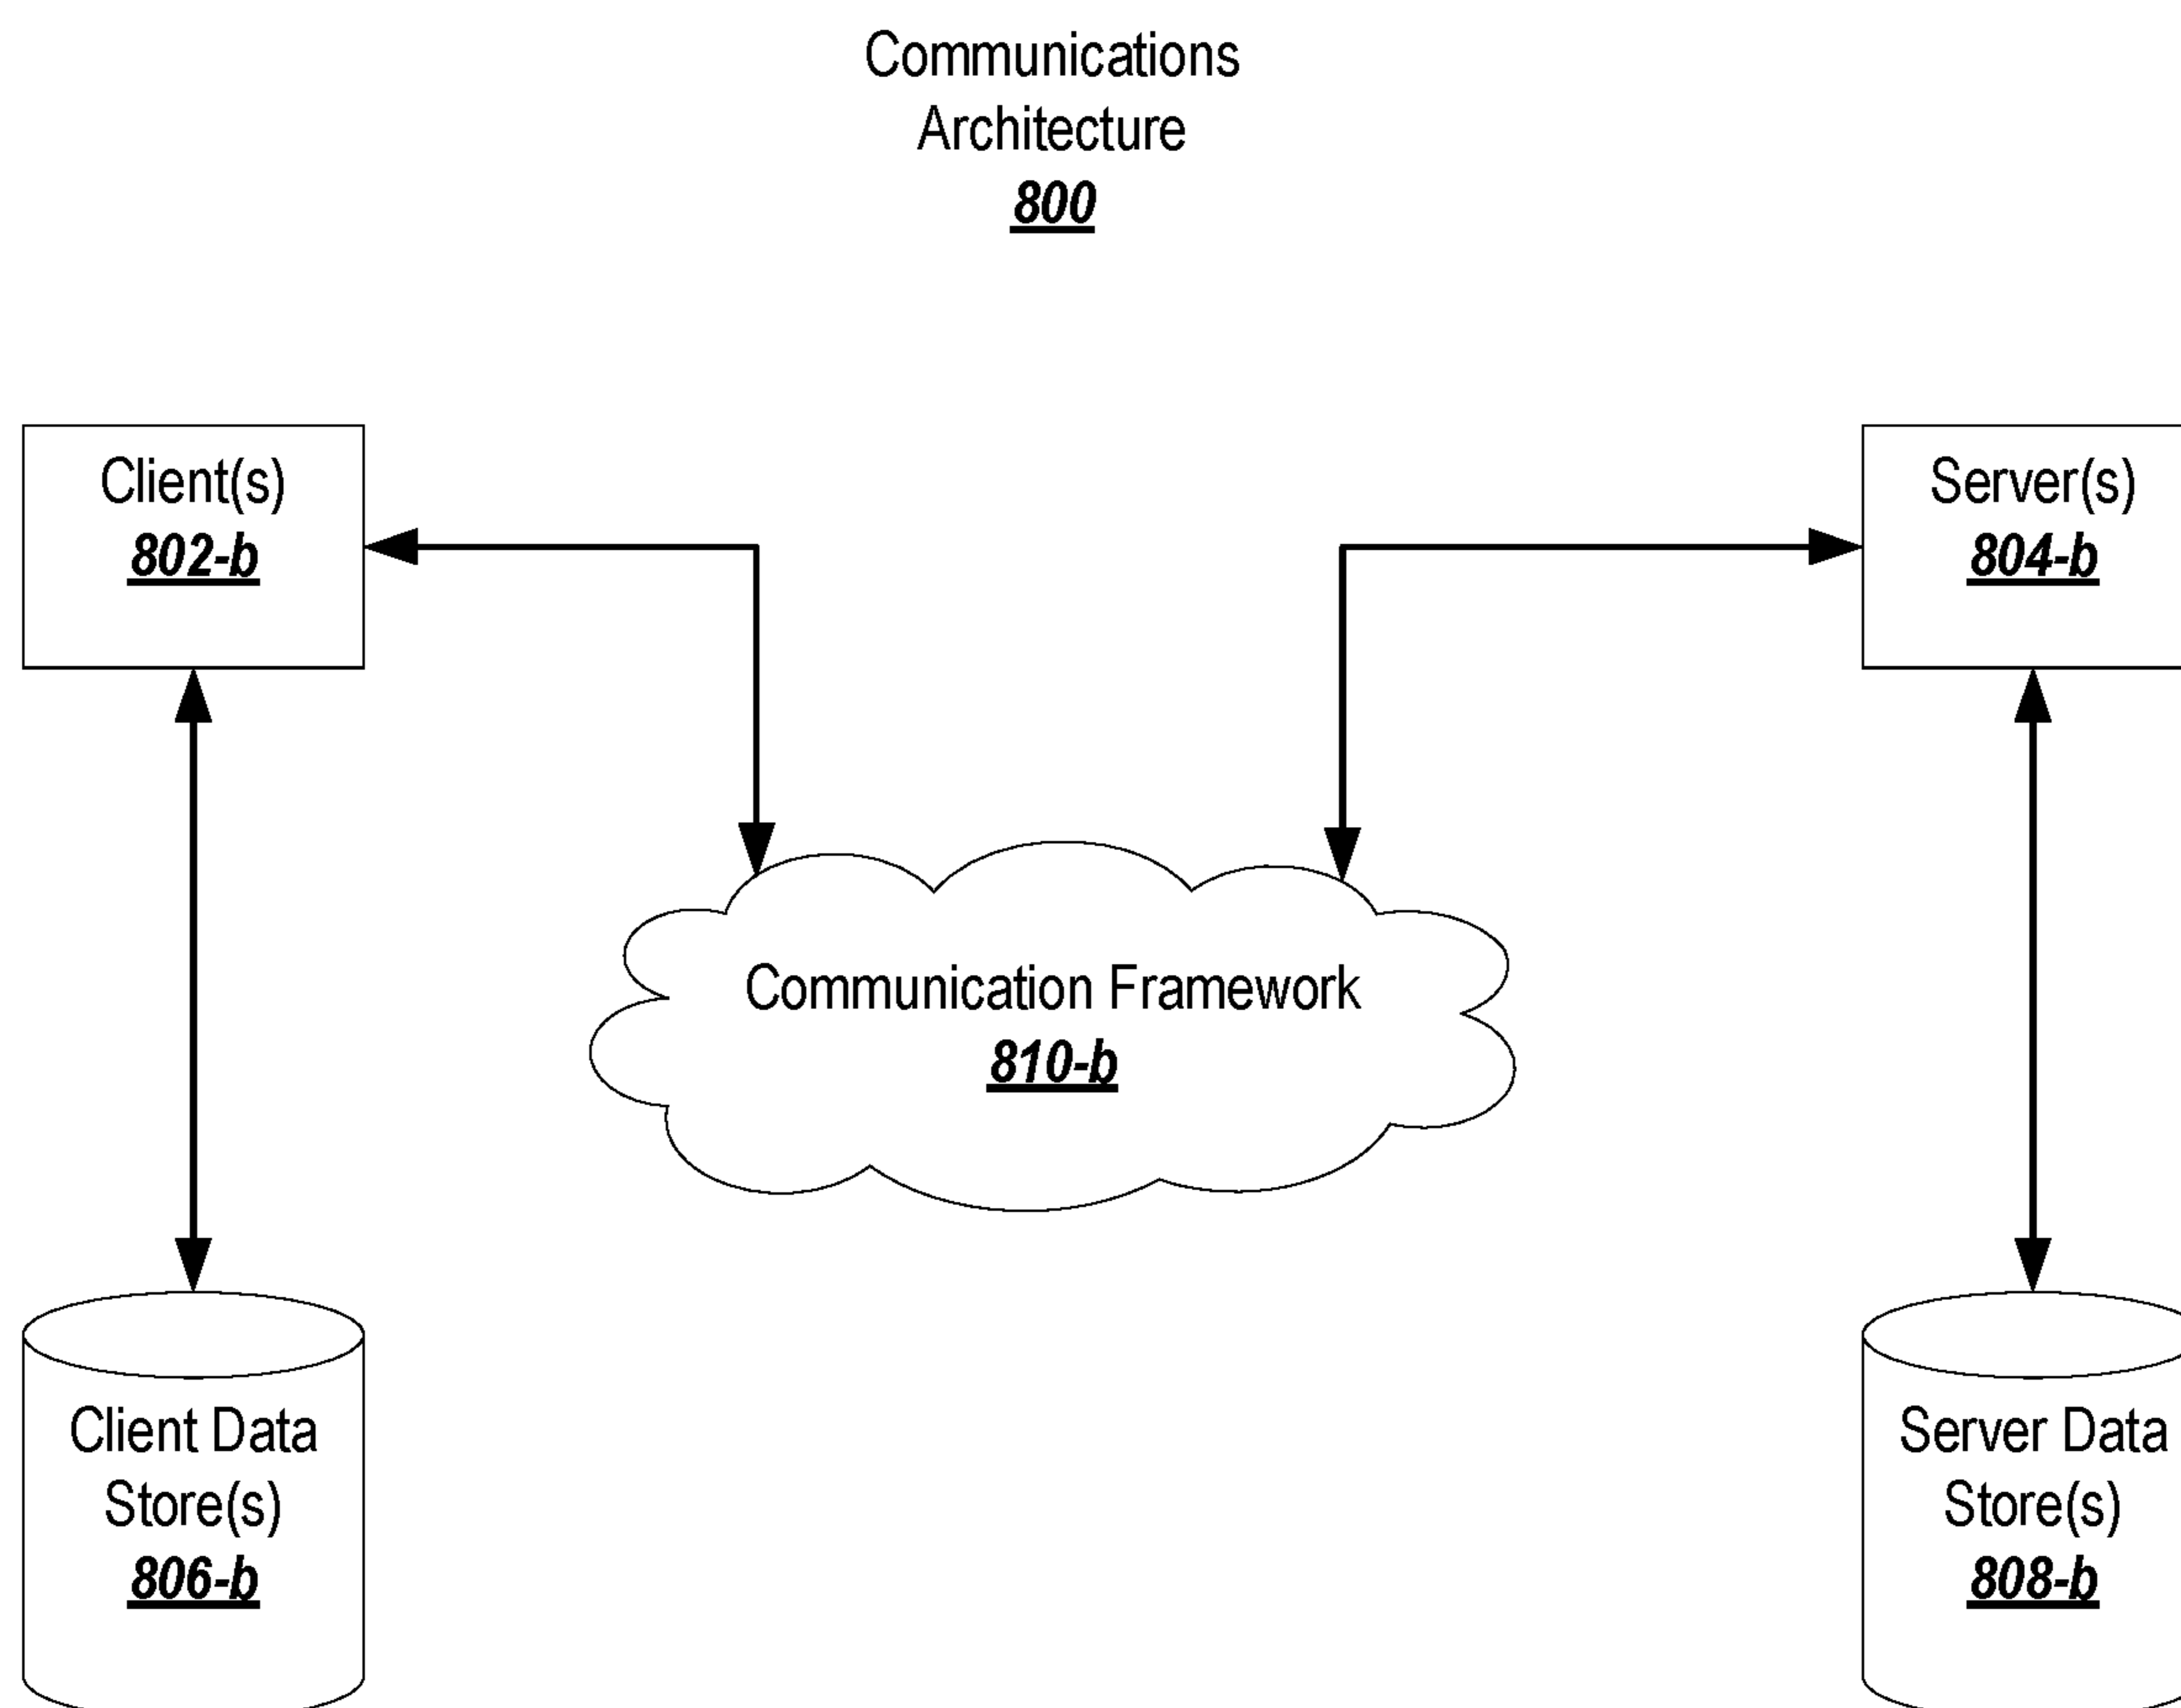 Communications
Architecture
800
Client(s)
802-b
Server(s)
804-b
Communication Framework
810-b
Client Data
Store(s)
806-b
Server Data
Store(s)
808-b